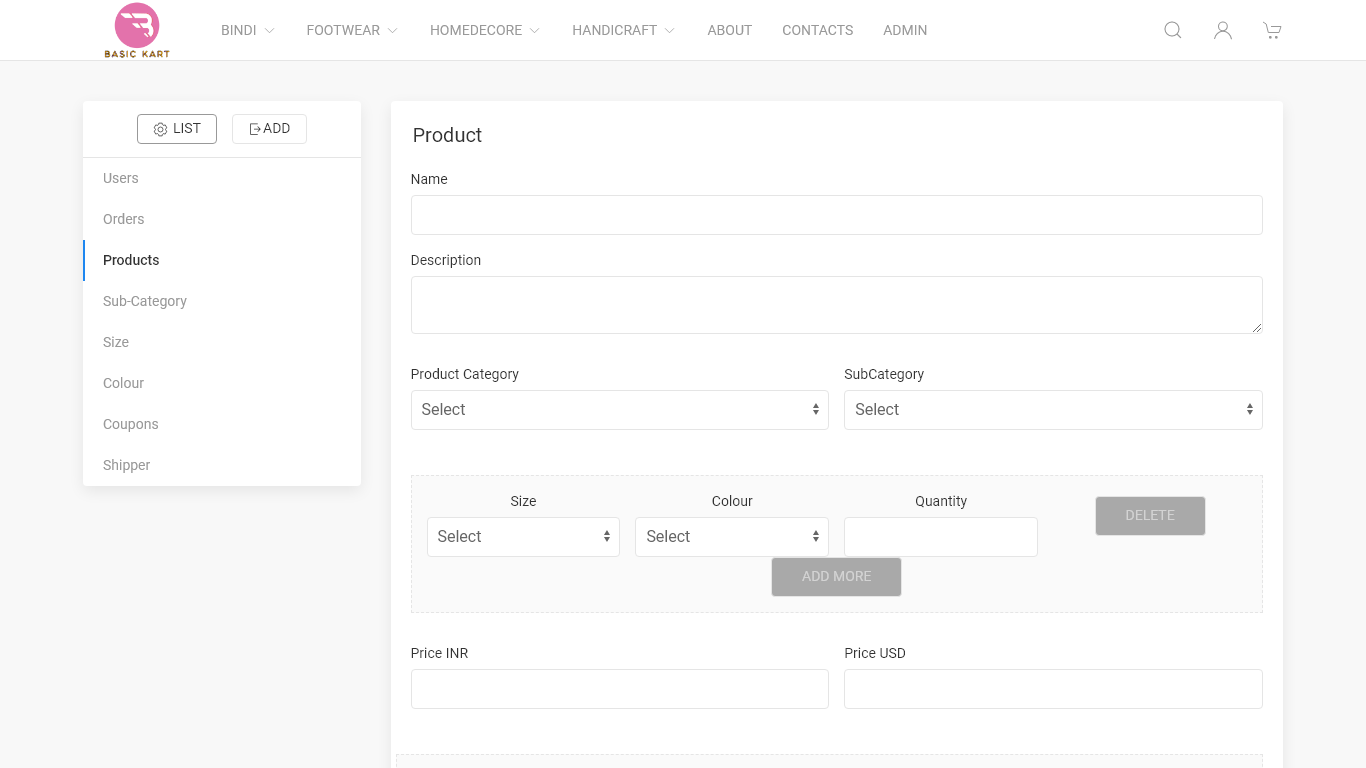 BASIC KART
BINDI FOOTWEAR HOMEDECORE HANDICRAFT ABOUT CONTACTS ADMIN
LIST ADD
Users
Orders
Products
Sub-Category
Size
Colour
Coupons
Shipper
Product
Name
Description
Product Category SubCategory
Select Select
Size Colour Quantity DELETE
Select Select
ADD MORE
Price INR Price USD